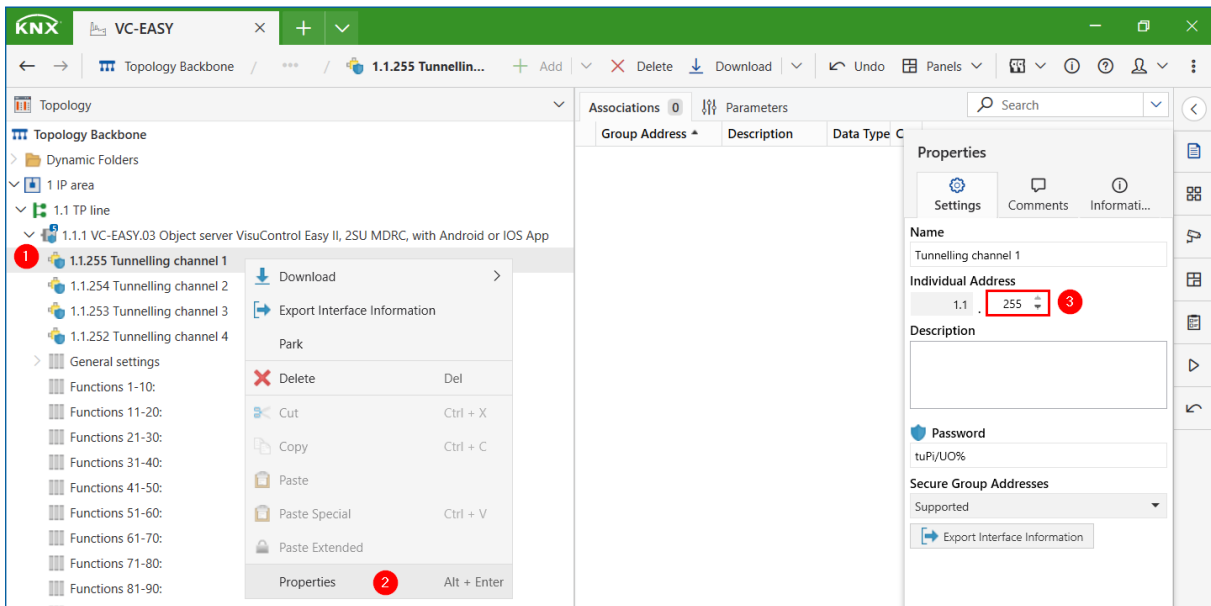 KNX VC-EASY
Topology Backbone / ... / 1.1.255 Tunnellin... Add Delete Download Undo Panels
Topology
Topology Backbone
Dynamic Folders
1 IP area
1.1 TP line
1.1.1 VC-EASY.03 Object server VisuControl Easy II, 2SU MDRC, with Android or IOS App
1 1.1.255 Tunnelling channel 1
1.1.254 Tunnelling channel 2
1.1.253 Tunnelling channel 3
1.1.252 Tunnelling channel 4
General settings
Functions 1-10:
Functions 11-20:
Functions 21-30:
Functions 31-40:
Functions 41-50:
Functions 51-60:
Functions 61-70:
Functions 71-80:
Functions 81-90:
Download
Export Interface Information
Park
Delete Del
Cut Ctrl + X
Copy Ctrl + C
Paste
Paste Special Ctrl + V
Paste Extended
Properties 2 Alt + Enter
Associations 0 Parameters Search
Group Address Description Data Type C
Properties
Settings Comments Informati...
Name
Tunnelling channel 1
Individual Address
1.1 . 255 3
Description
Password
tuPi/UO%
Secure Group Addresses
Supported
Export Interface Information